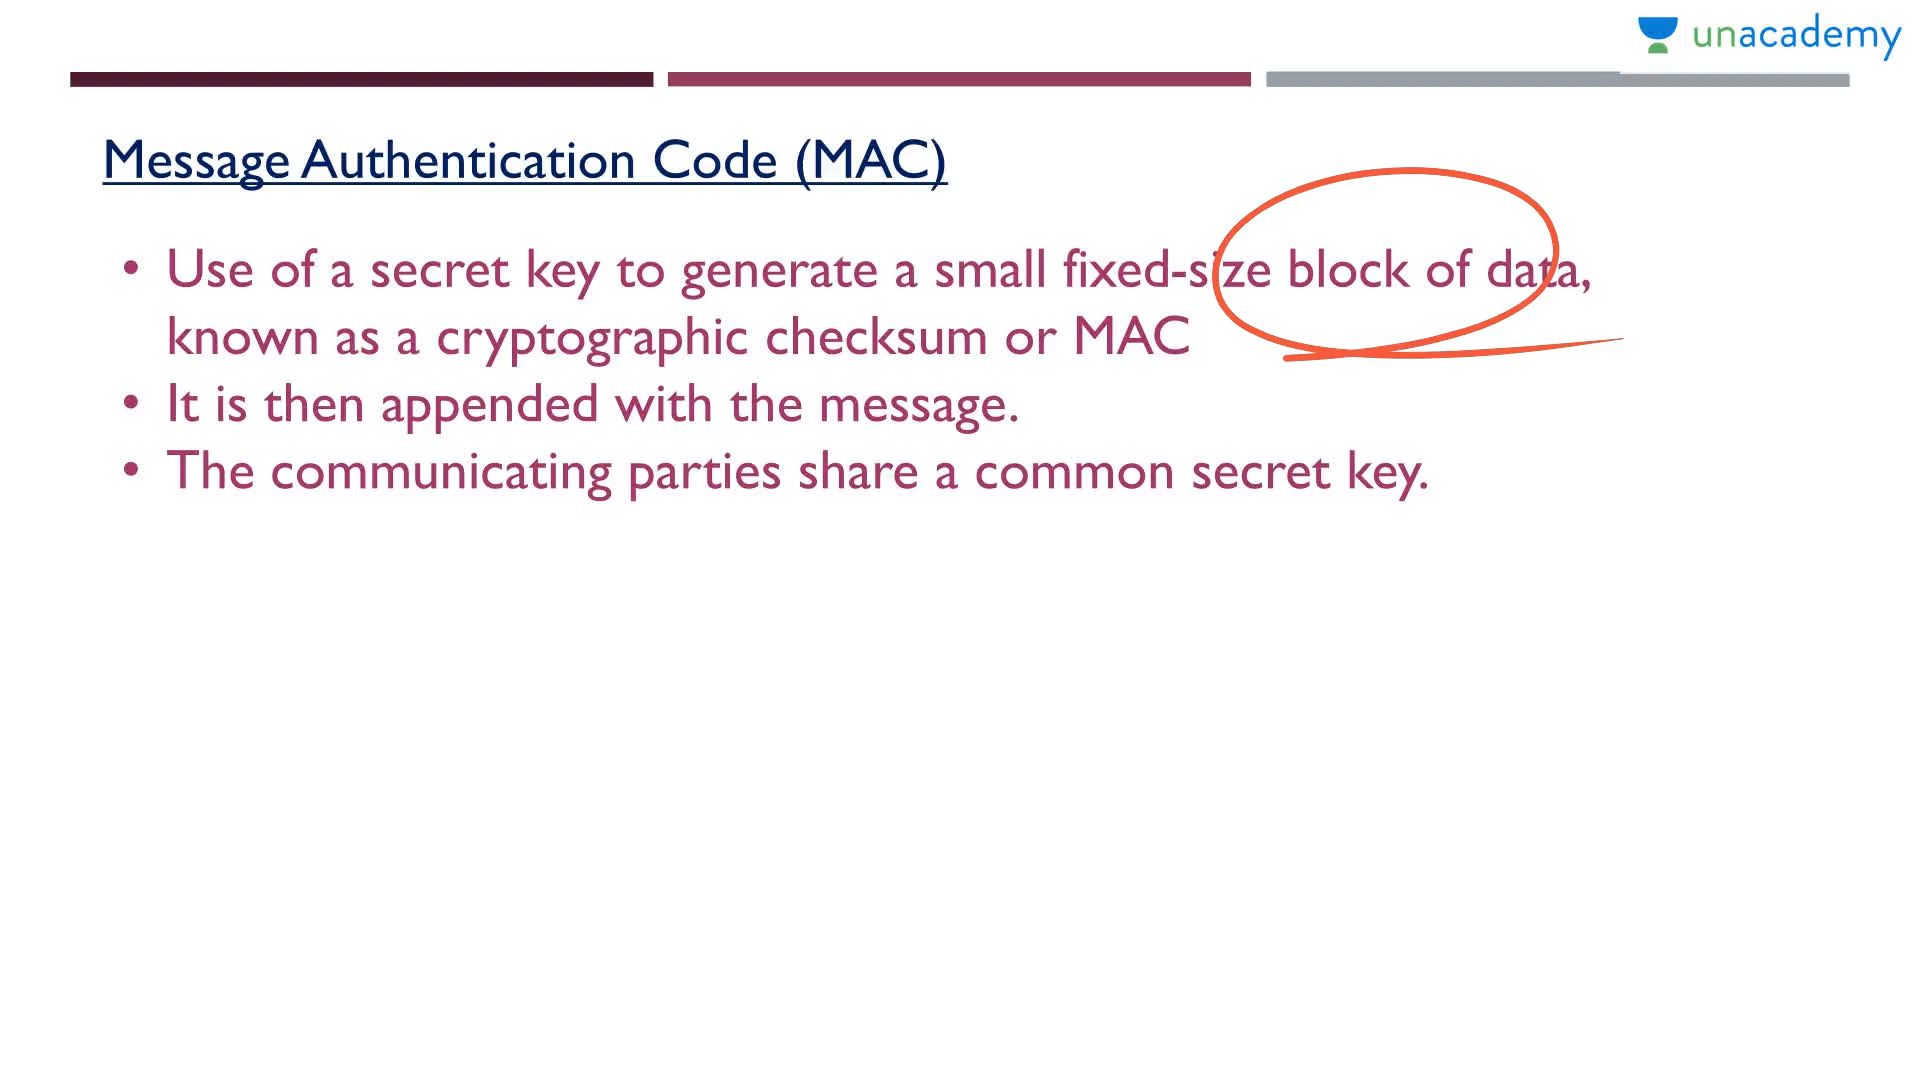 unacademy
Message Authentication Code (MAC)
• Use of a secret key to generate a small fixed-size block of data,
known as a cryptographic checksum or MAC
• It is then appended with the message.
• The communicating parties share a common secret key.